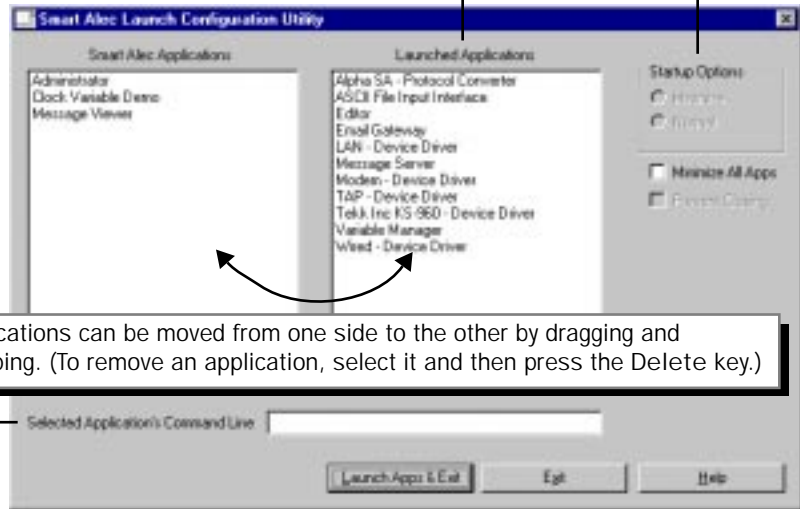 Smart Alec Launch Configuration Utility
Smart Alec Applications
Administrator
Clock Variable Demo
Message Viewer
Launched Applications
Alpha SA - Protocol Converter
ASCII File Input Interface
Editor
Email Gateway
LAN - Device Driver
Message Server
Modem - Device Driver
TAP - Device Driver
Tekk Inc KS-960 - Device Driver
Variable Manager
Wired - Device Driver
Startup Options
Minimize
Normal
Minimize All Apps
Prevent Closing
cations can be moved from one side to the other by dragging and
ping. (To remove an application, select it and then press the Delete key.)
Selected Application's Command Line
Launch Apps & Exit
Exit
Help